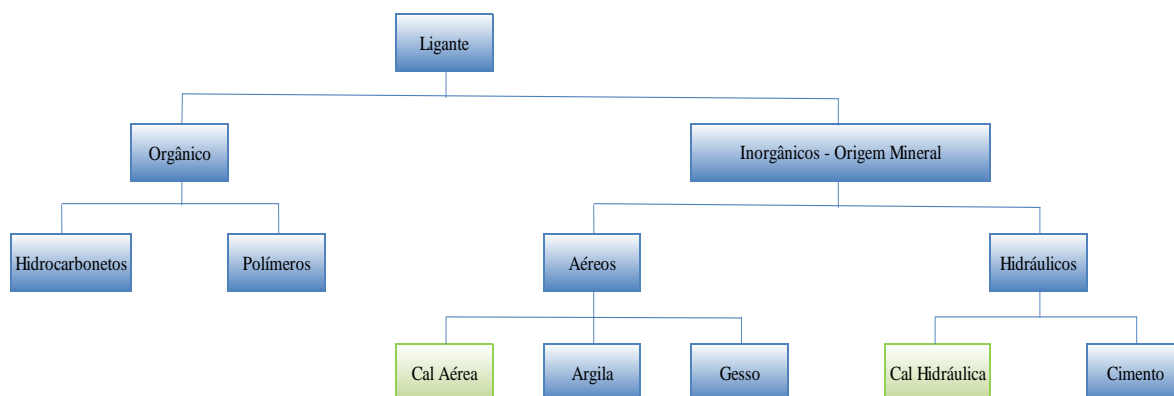 Ligante
Orgânico
Inorgânicos - Origem Mineral
Hidrocarbonetos
Polímeros
Aéreos
Hidráulicos
Cal Aérea
Argila
Gesso
Cal Hidráulica
Cimento